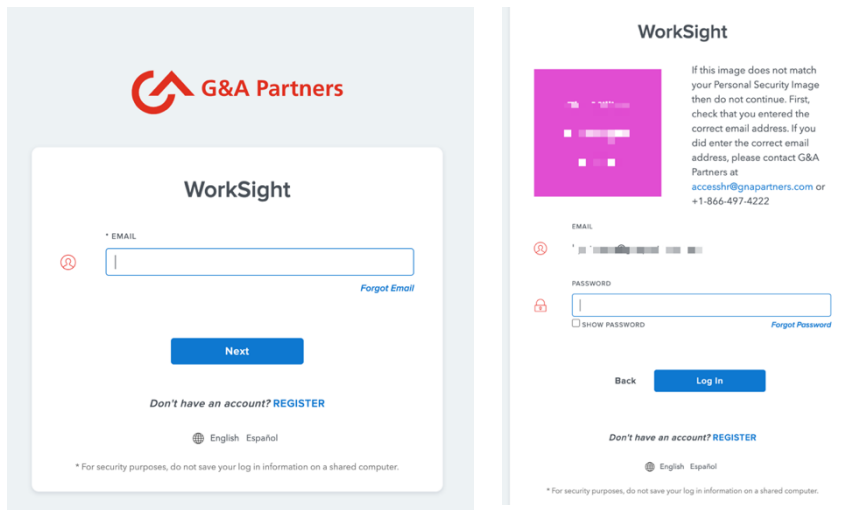 G&A Partners
WorkSight
* EMAIL
Forgot Email
Next
Don't have an account? REGISTER
English Español
* For security purposes, do not save your log in information on a shared computer.
WorkSight
If this image does not match
your Personal Security Image
then do not continue. First,
check that you entered the
correct email address. If you
did enter the correct email
address, please contact G&A
Partners at
accesshr@gnapartners.com or
+1-866-497-4222
EMAIL
PASSWORD
SHOW PASSWORD
Forgot Password
Back
Log In
Don't have an account? REGISTER
English Español
* For security purposes, do not save your log in information on a shared computer.